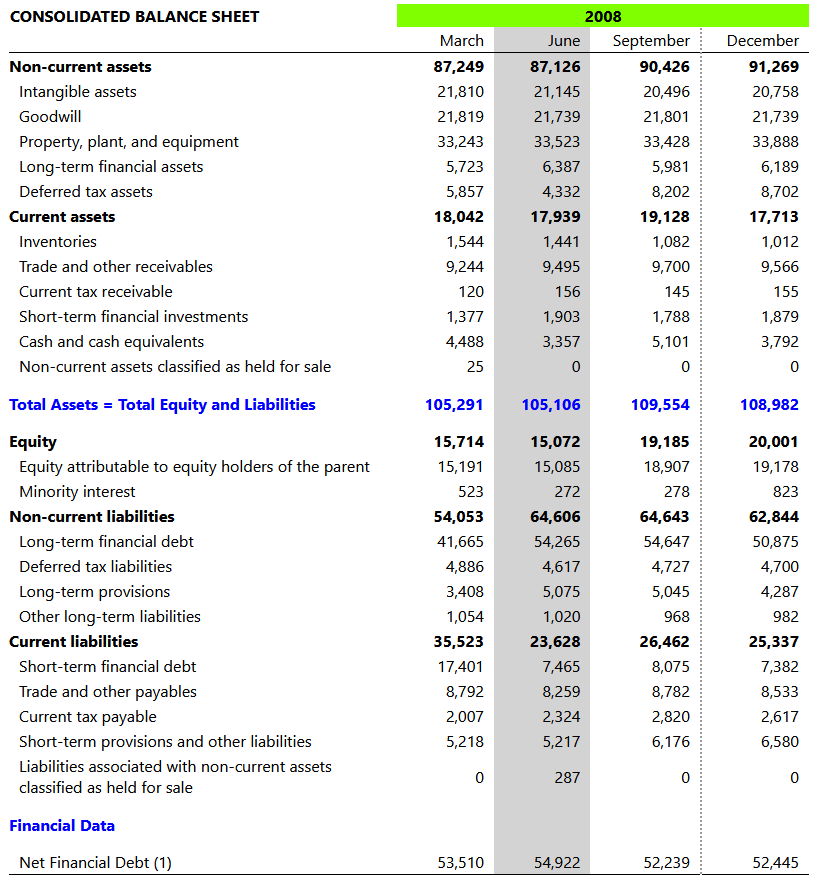 CONSOLIDATED BALANCE SHEET 2008
March June September December
Non-current assets 87,249 87,126 90,426 91,269
Intangible assets 21,810 21,145 20,496 20,758
Goodwill 21,819 21,739 21,801 21,739
Property, plant, and equipment 33,243 33,523 33,428 33,888
Long-term financial assets 5,723 6,387 5,981 6,189
Deferred tax assets 5,857 4,332 8,202 8,702
Current assets 18,042 17,939 19,128 17,713
Inventories 1,544 1,441 1,082 1,012
Trade and other receivables 9,244 9,495 9,700 9,566
Current tax receivable 120 156 145 155
Short-term financial investments 1,377 1,903 1,788 1,879
Cash and cash equivalents 4,488 3,357 5,101 3,792
Non-current assets classified as held for sale 25 0 0 0
Total Assets = Total Equity and Liabilities 105,291 105,106 109,554 108,982
Equity 15,714 15,072 19,185 20,001
Equity attributable to equity holders of the parent 15,191 15,085 18,907 19,178
Minority interest 523 272 278 823
Non-current liabilities 54,053 64,606 64,643 62,844
Long-term financial debt 41,665 54,265 54,647 50,875
Deferred tax liabilities 4,886 4,617 4,727 4,700
Long-term provisions 3,408 5,075 5,045 4,287
Other long-term liabilities 1,054 1,020 968 982
Current liabilities 35,523 23,628 26,462 25,337
Short-term financial debt 17,401 7,465 8,075 7,382
Trade and other payables 8,792 8,259 8,782 8,533
Current tax payable 2,007 2,324 2,820 2,617
Short-term provisions and other liabilities 5,218 5,217 6,176 6,580
Liabilities associated with non-current assets
classified as held for sale 0 287 0 0
Financial Data
Net Financial Debt (1) 53,510 54,922 52,239 52,445